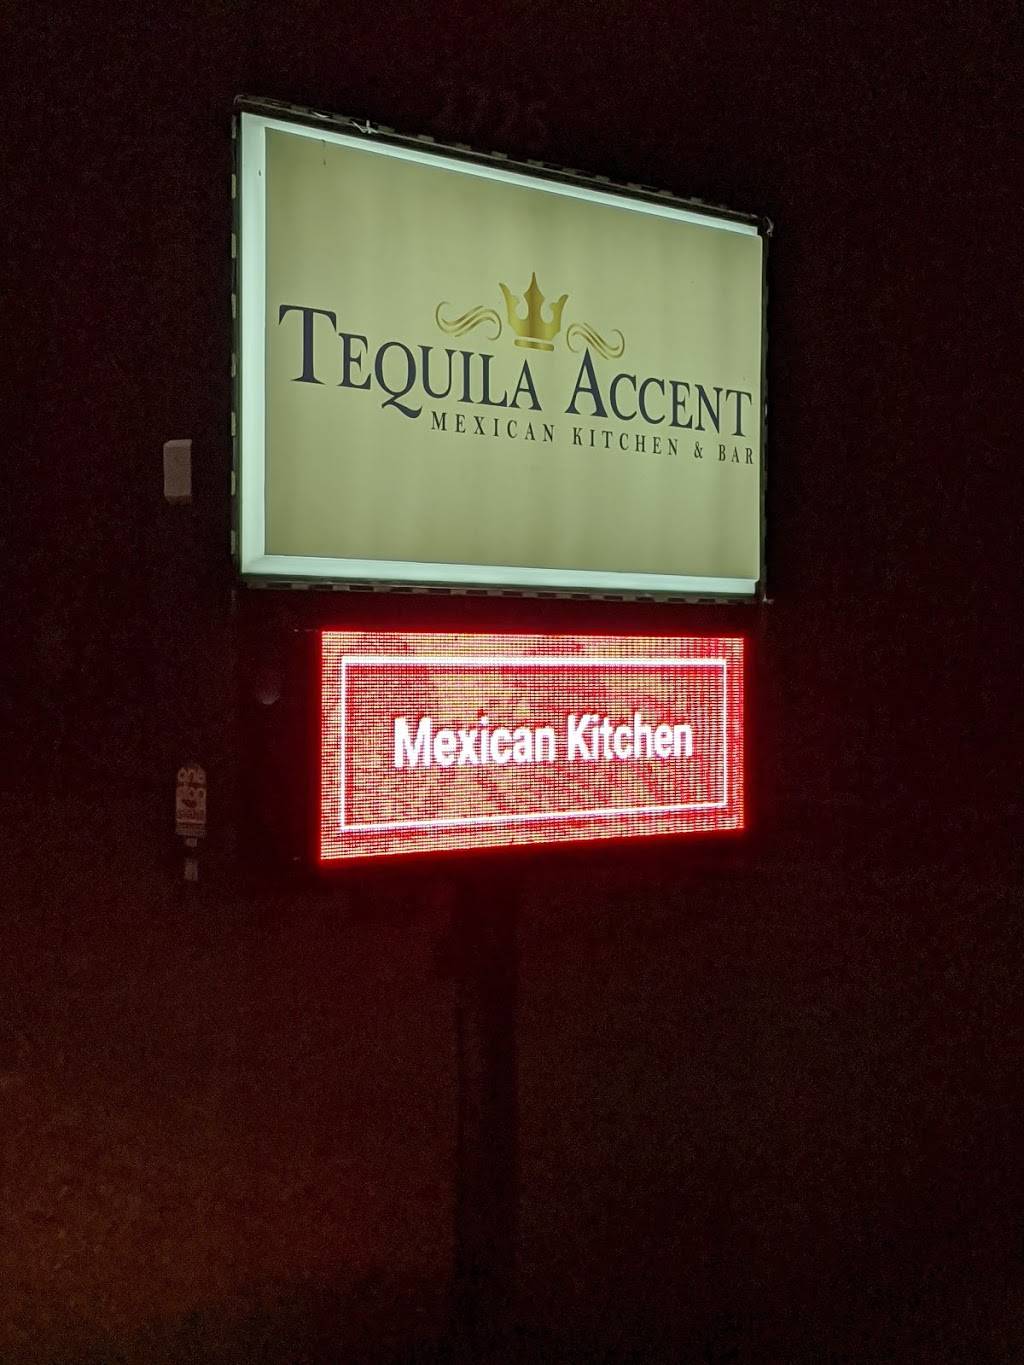 TEQUILA ACCENT
MEXICAN KITCHEN & BAR
Mexican Kitchen